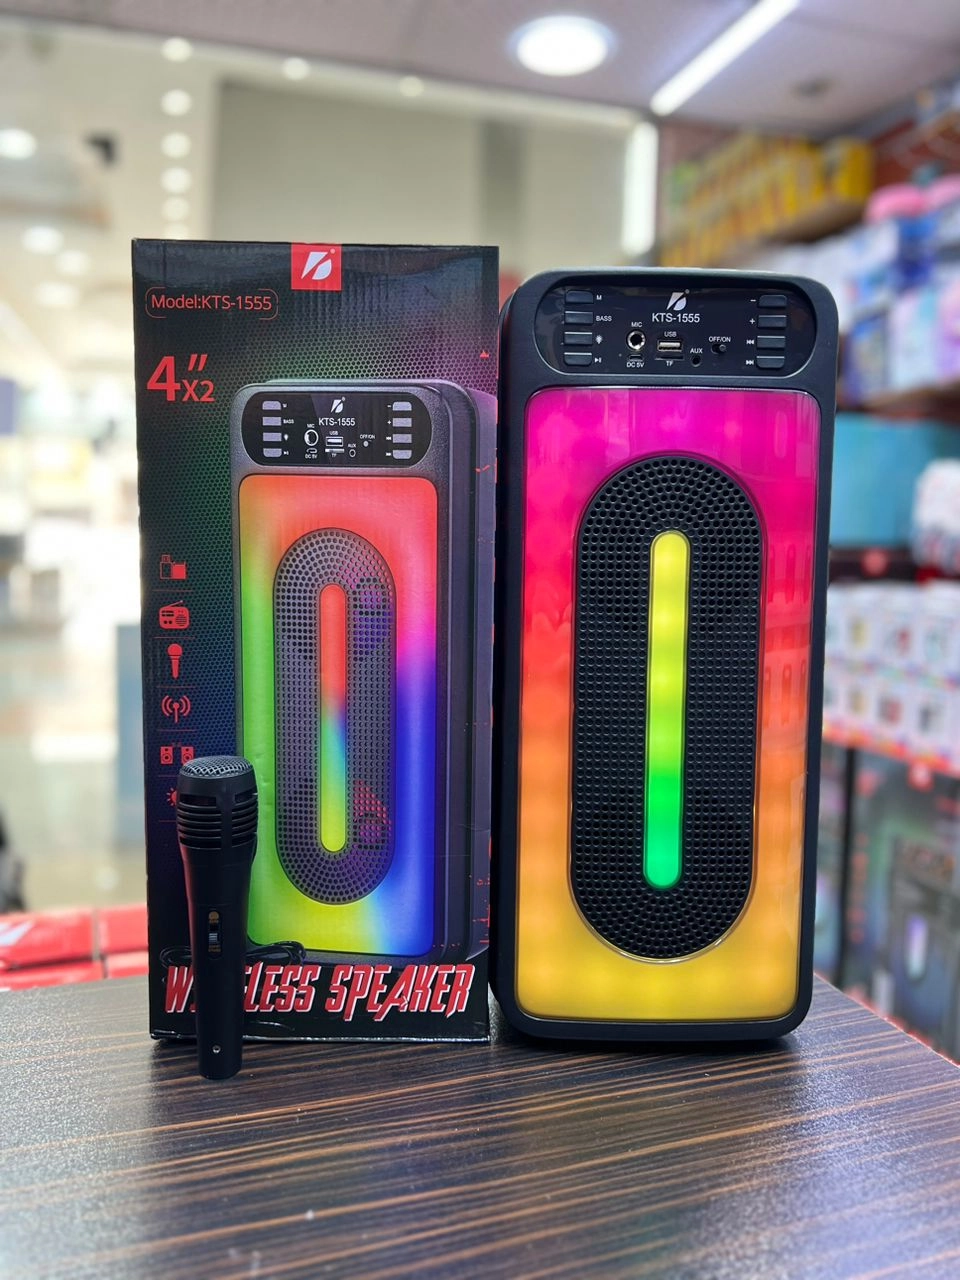 Model:KTS-1555
4” X2
KTS-1555
M
BASS
MIC
USB
AUX
OFF/ON
DC 5V
TF
WIRELESS SPEAKER
KTS-1555
M
BASS
MIC
USB
AUX
OFF/ON
DC 5V
TF